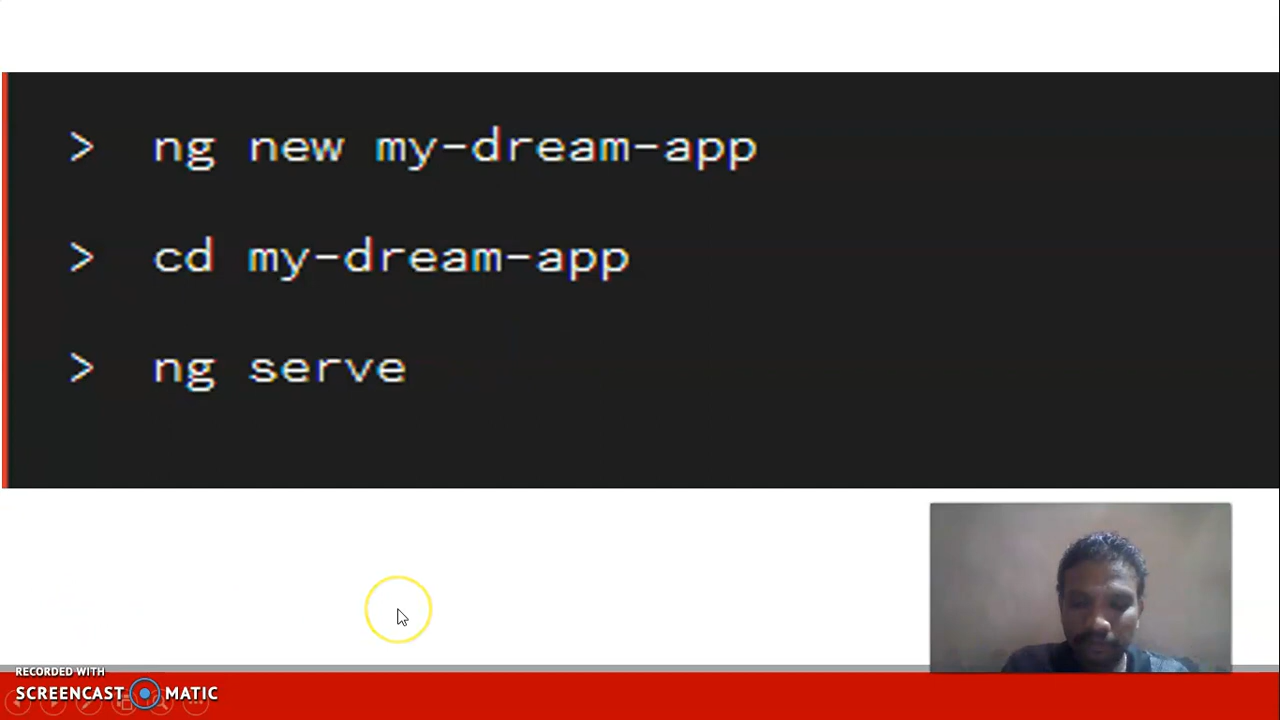 > ng new my-dream-app
> cd my-dream-app
> ng serve
RECORDED WITH
SCREENCAST MATIC